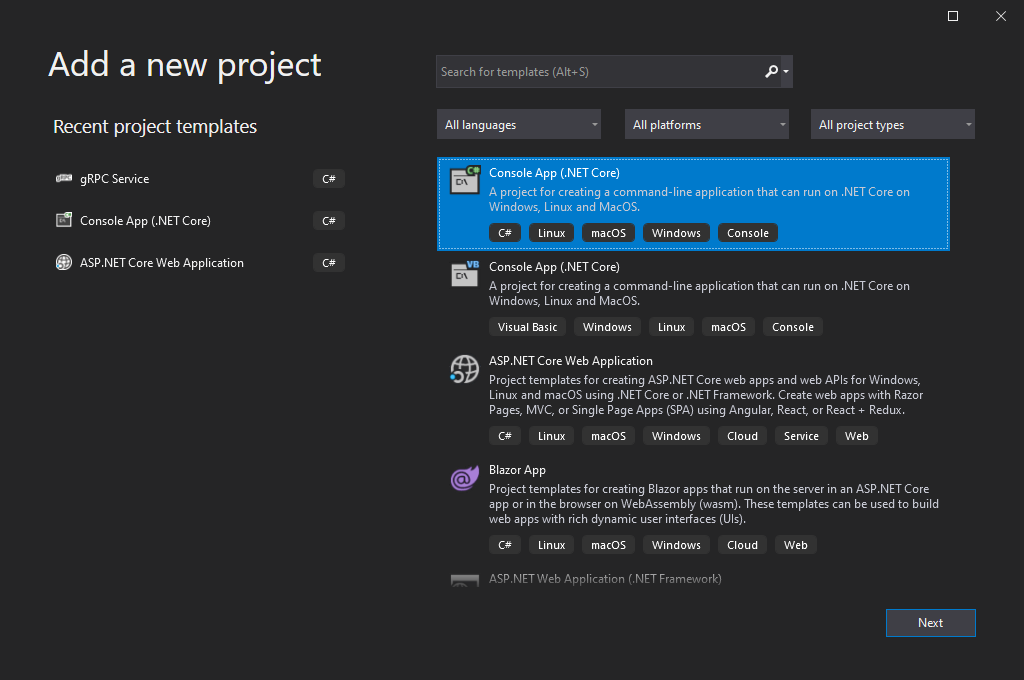 Add a new project
Search for templates (Alt+S)
Recent project templates
All languages
All platforms
All project types
gRPC Service
C#
Console App (.NET Core)
C#
ASP.NET Core Web Application
C#
C#
Console App (.NET Core)
A project for creating a command-line application that can run on .NET Core on
Windows, Linux and MacOS.
C# Linux macOS Windows Console
VB
Console App (.NET Core)
A project for creating a command-line application that can run on .NET Core on
Windows, Linux and MacOS.
Visual Basic Windows Linux macOS Console
ASP.NET Core Web Application
Project templates for creating ASP.NET Core web apps and web APIs for Windows,
Linux and macOS using .NET Core or .NET Framework. Create web apps with Razor
Pages, MVC, or Single Page Apps (SPA) using Angular, React, or React + Redux.
C# Linux macOS Windows Cloud Service Web
Blazor App
Project templates for creating Blazor apps that run on the server in an ASP.NET Core
app or in the browser on WebAssembly (wasm). These templates can be used to build
web apps with rich dynamic user interfaces (UIs).
C# Linux macOS Windows Cloud Web
ASP.NET Web Application (.NET Framework)
Next